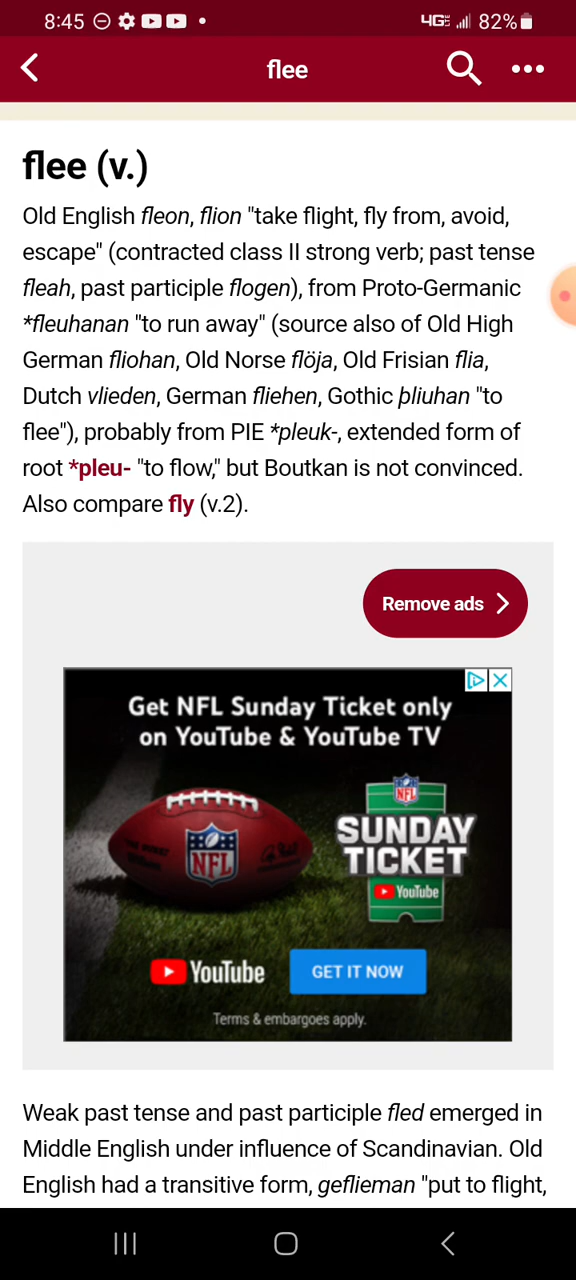 8:45
4GE 82%
flee
flee (v.)
Old English fleon, flion "take flight, fly from, avoid,
escape" (contracted class II strong verb; past tense
fleah, past participle flogen), from Proto-Germanic
*fleuhanan "to run away" (source also of Old High
German fliohan, Old Norse flöja, Old Frisian flia,
Dutch vlieden, German fliehen, Gothic þliuhan "to
flee"), probably from PIE *pleuk-, extended form of
root *pleu- "to flow," but Boutkan is not convinced.
Also compare fly (v.2).
Remove ads
Get NFL Sunday Ticket only
on YouTube & YouTube TV
NFL
NFL
SUNDAY
TICKET
YouTube
YouTube
GET IT NOW
Terms & embargoes apply.
Weak past tense and past participle fled emerged in
Middle English under influence of Scandinavian. Old
English had a transitive form, geflieman "put to flight,